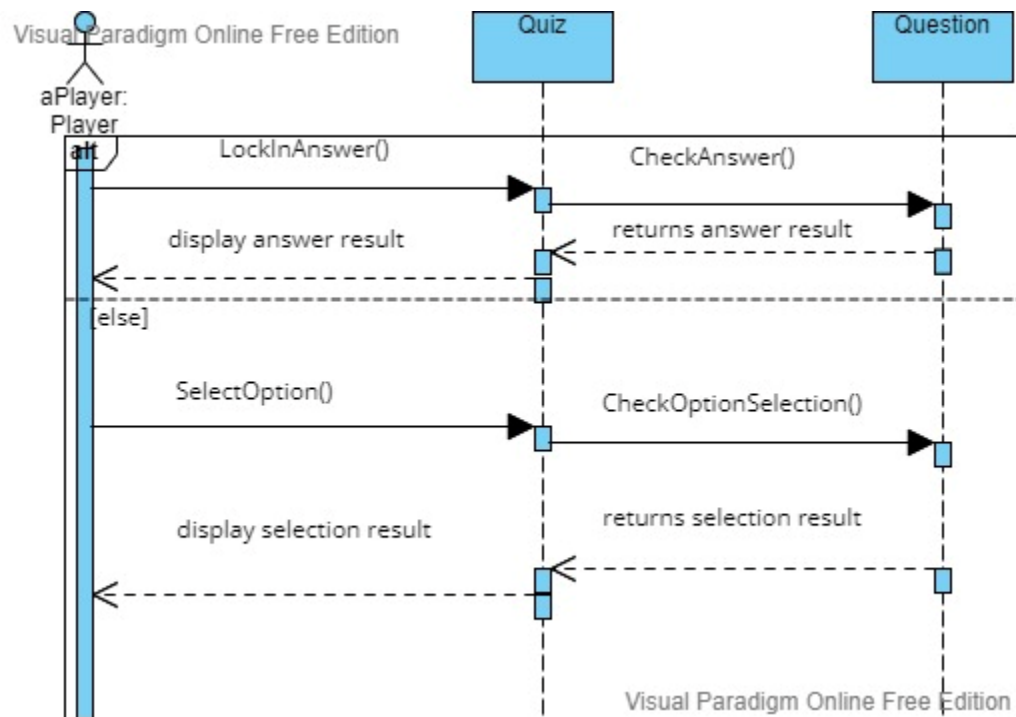 Visual Paradigm Online Free Edition
Quiz
Question
aPlayer:
Player
alt
LockInAnswer()
CheckAnswer()
returns answer result
display answer result
[else]
SelectOption()
CheckOptionSelection()
returns selection result
display selection result
Visual Paradigm Online Free Edition